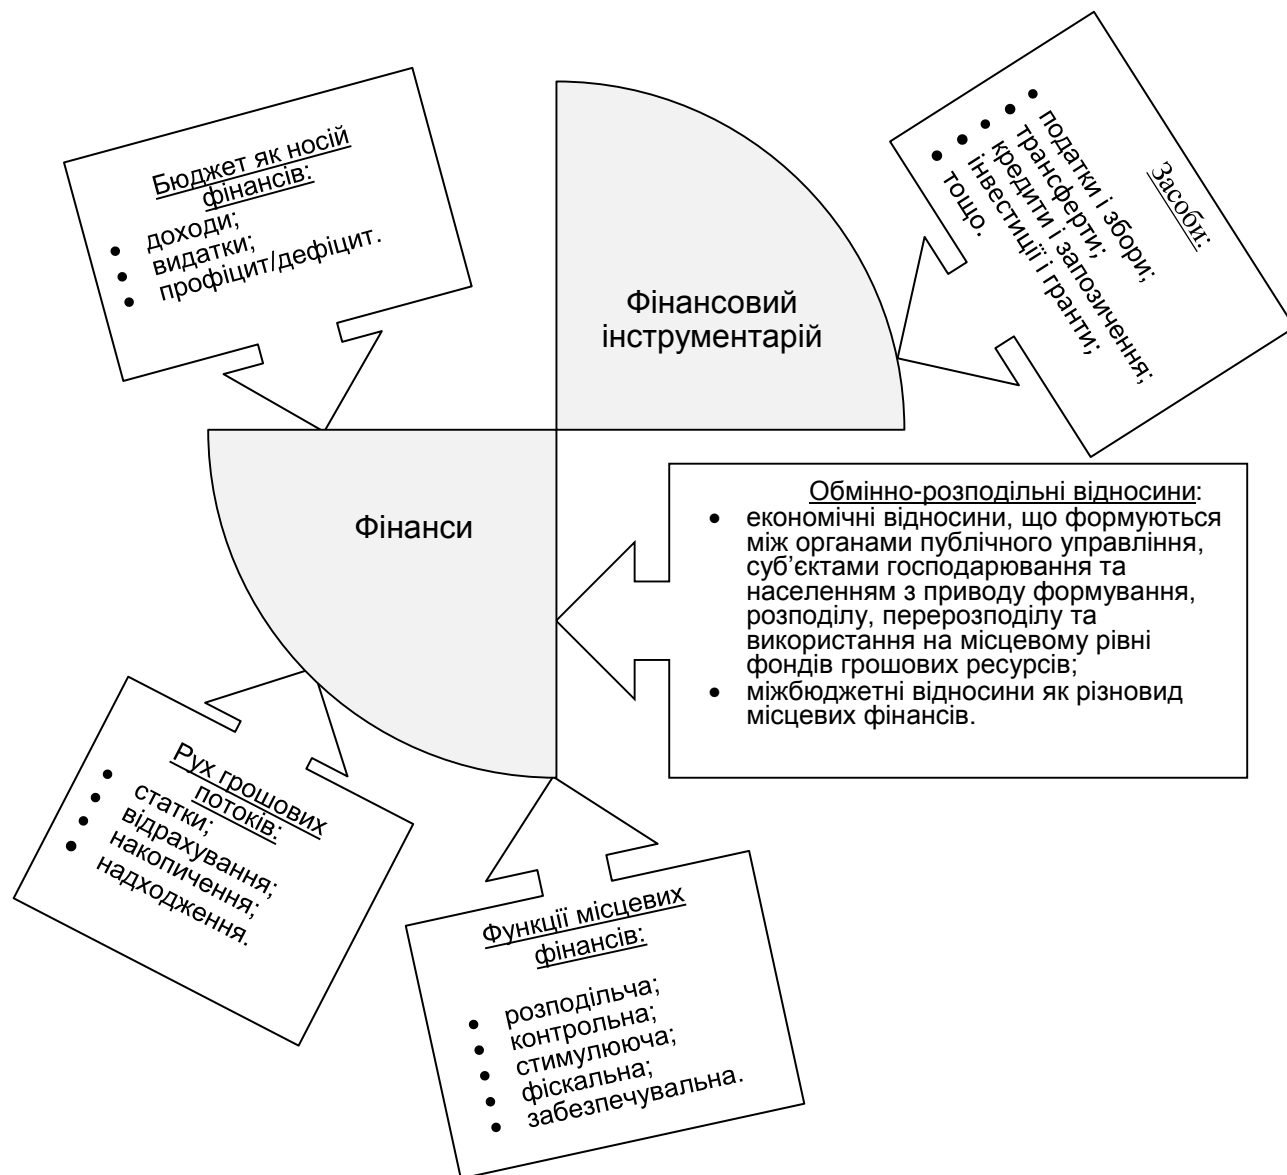 Бюджет як носій
фінансів:
• доходи;
• видатки;
• профіцит/дефіцит.
Фінансовий
інструментарій
Засоби:
• податки і збори;
• трансферти;
• кредити і запозичення;
• інвестиції і гранти;
• тощо.
Фінанси
Обмінно-розподільні відносини:
• економічні відносини, що формуються
між органами публічного управління,
суб’єктами господарювання та
населенням з приводу формування,
розподілу, перерозподілу та
використання на місцевому рівні
фондів грошових ресурсів;
• міжбюджетні відносини як різновид
місцевих фінансів.
Рух грошових
потоків:
• статки;
• відрахування;
• накопичення;
• надходження.
Функції місцевих
фінансів:
• розподільча;
• контрольна;
• стимулююча;
• фіскальна;
• забезпечувальна.